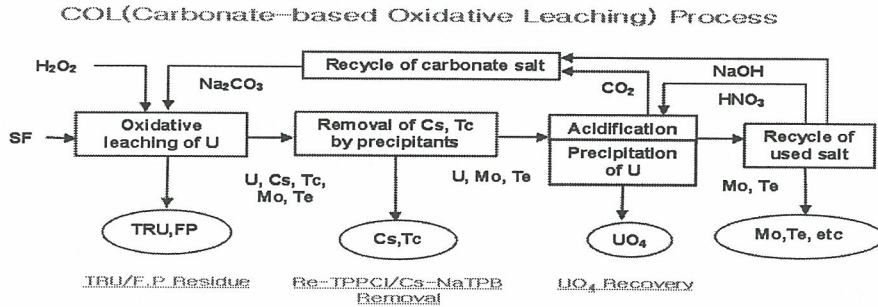 COL(Carbonate-based Oxidative Leaching) Process
H₂O₂
Na₂CO₃
Recycle of carbonate salt
CO₂
NaOH
HNO₃
SF
Oxidative
leaching of U
Removal of Cs, Tc
by precipitants
Acidification
Precipitation
of U
Recycle of
used salt
U, Cs, Tc,
Mo, Te
U, Mo, Te
Mo, Te
TRU,FP
Cs,Tc
UO₄
Mo,Te, etc
TRU/F.P Residue
Re-TPPCl/Cs-NaTPB
Removal
UO₄ Recovery